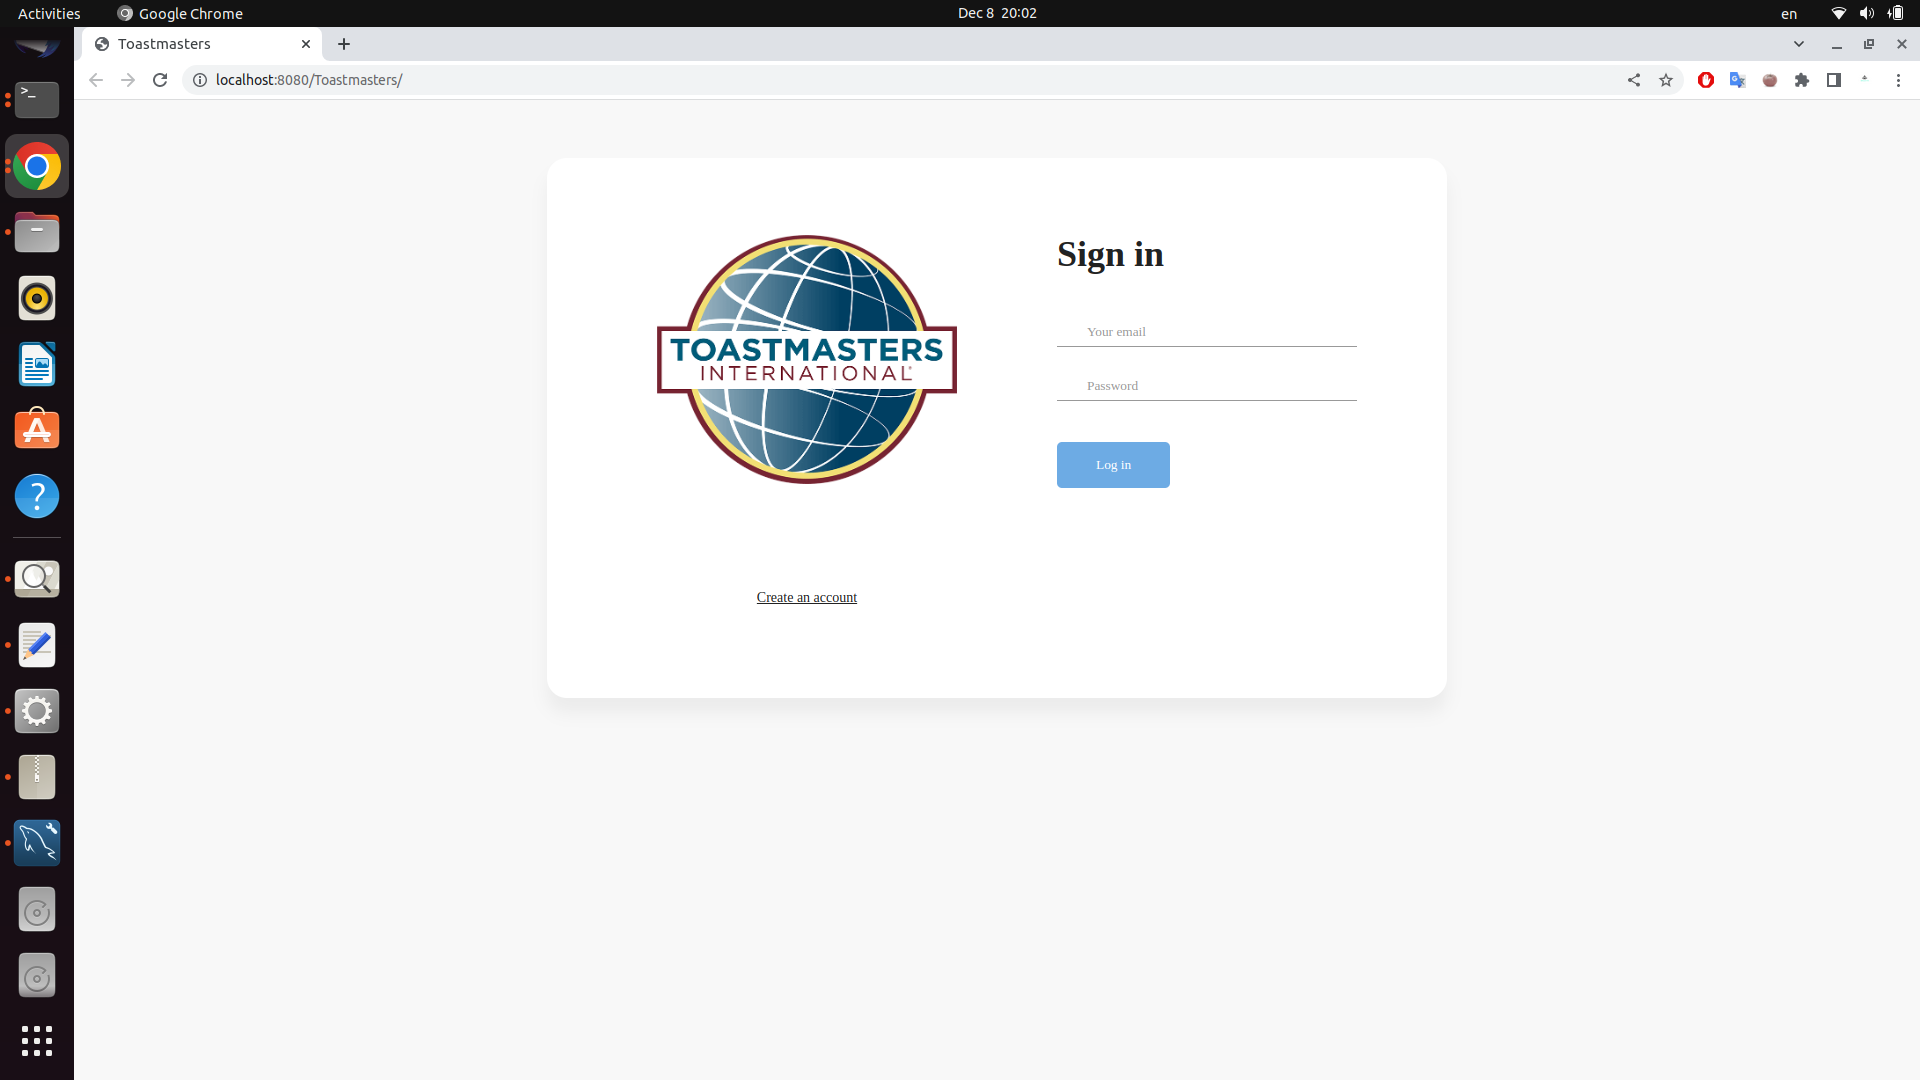 Activities
Google Chrome
Dec 8 20:02
en
Toastmasters
localhost:8080/Toastmasters/
TOASTMASTERS
INTERNATIONAL®
Sign in
Your email
Password
Log in
Create an account